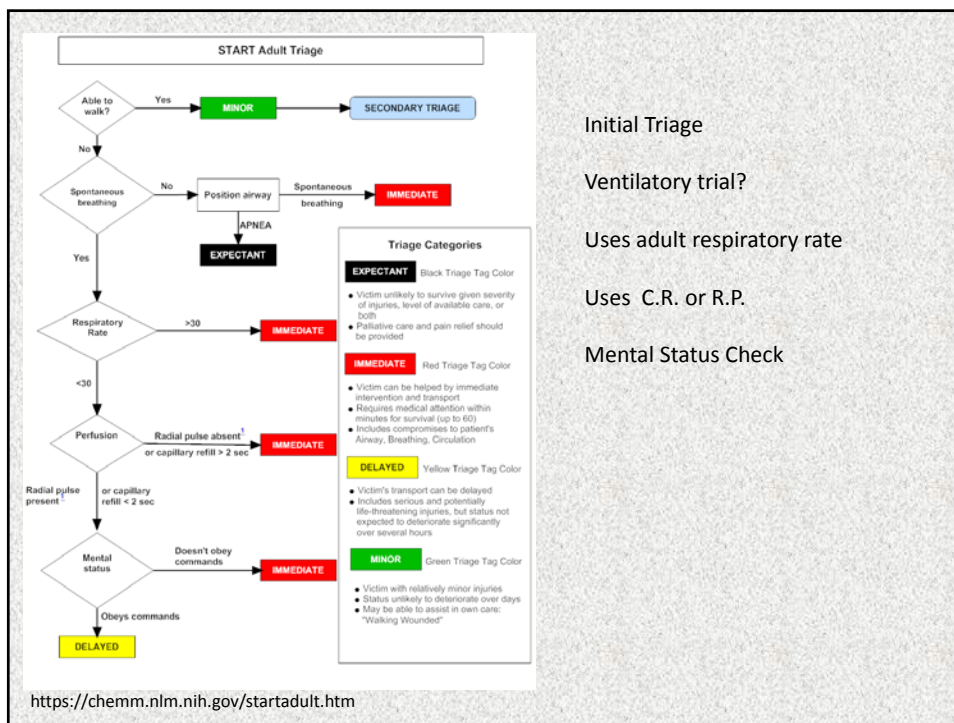 START Adult Triage
Able to
walk?
Yes
MINOR
SECONDARY TRIAGE
No
Spontaneous
breathing
No
Position airway
Spontaneous
breathing
IMMEDIATE
APNEA
EXPECTANT
Yes
Respiratory
Rate
>30
IMMEDIATE
<30
Perfusion
Radial pulse absent1
or capillary refill > 2 sec
IMMEDIATE
Radial pulse
present1
or capillary
refill < 2 sec
Mental
status
Doesn't obey
commands
IMMEDIATE
Obeys commands
DELAYED
Triage Categories
EXPECTANT Black Triage Tag Color
● Victim unlikely to survive given severity
of injuries, level of available care, or
both
● Palliative care and pain relief should
be provided
IMMEDIATE Red Triage Tag Color
● Victim can be helped by immediate
intervention and transport
● Requires medical attention within
minutes for survival (up to 60)
● Includes compromises to patient's
Airway, Breathing, Circulation
DELAYED Yellow Triage Tag Color
● Victim's transport can be delayed
● Includes serious and potentially
life-threatening injuries, but status not
expected to deteriorate significantly
over several hours
MINOR Green Triage Tag Color
● Victim with relatively minor injuries
● Status unlikely to deteriorate over days
● May be able to assist in own care:
"Walking Wounded"
https://chemm.nlm.nih.gov/startadult.htm
Initial Triage
Ventilatory trial?
Uses adult respiratory rate
Uses C.R. or R.P.
Mental Status Check